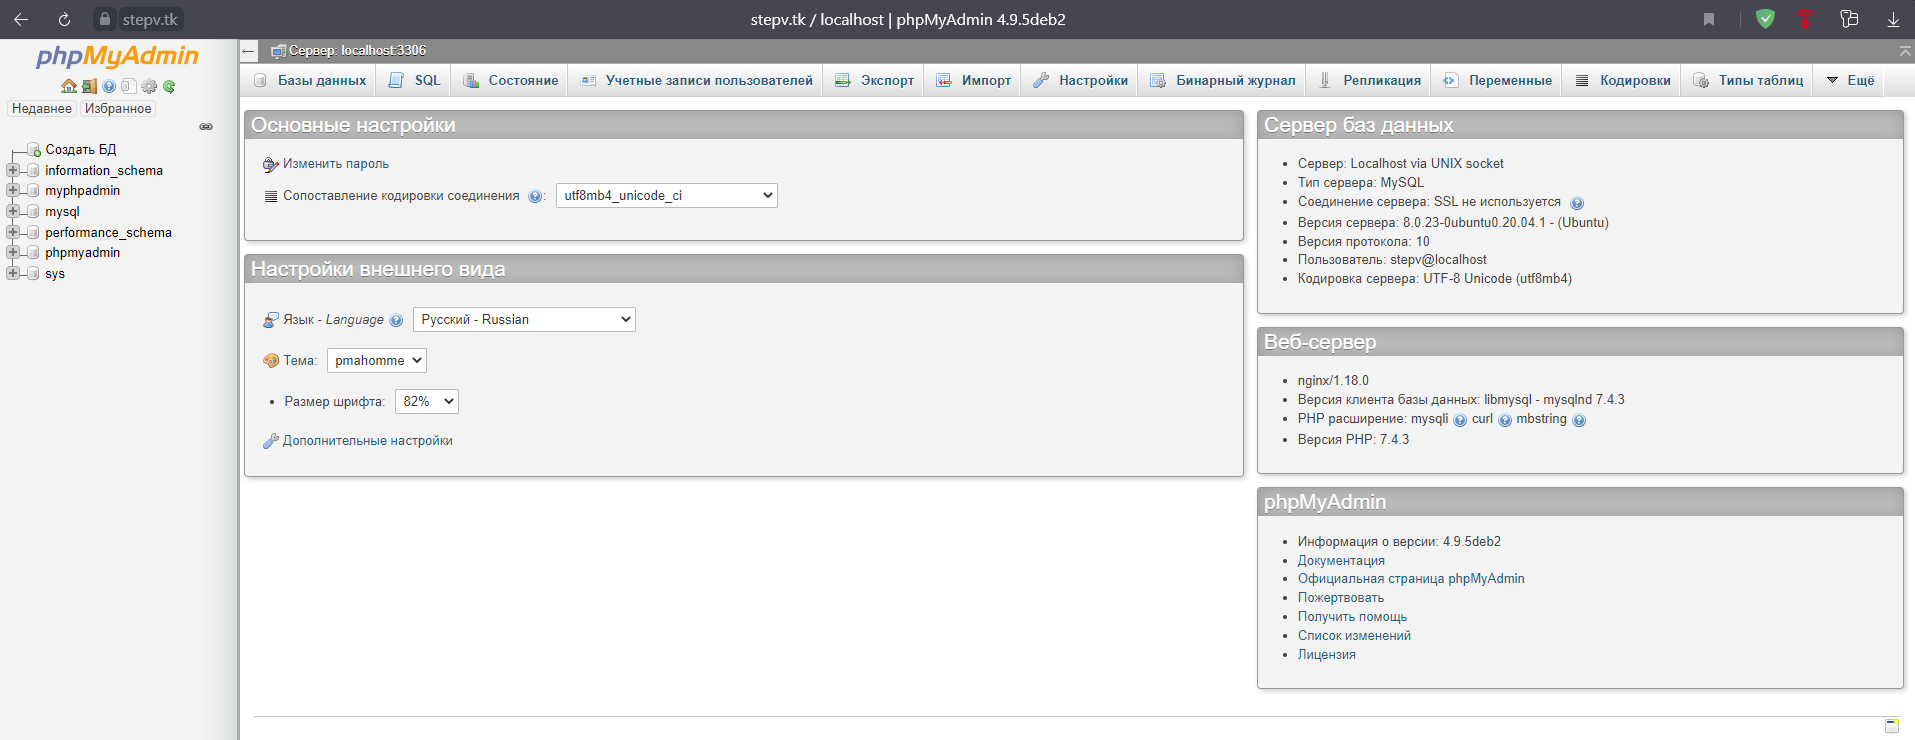 stepv.tk
stepv.tk / localhost | phpMyAdmin 4.9.5deb2
phpMyAdmin
Недавнее Избранное
Создать БД
information_schema
myphpadmin
mysql
performance_schema
phpmyadmin
sys
Сервер: localhost:3306
Базы данных SQL Состояние Учетные записи пользователей Экспорт Импорт Настройки Бинарный журнал Репликация Переменные Кодировки Типы таблиц Ещё
Основные настройки
Изменить пароль
Сопоставление кодировки соединения : utf8mb4_unicode_ci
Настройки внешнего вида
Язык - Language Русский - Russian
Тема: pmahomme
Размер шрифта: 82%
Дополнительные настройки
Сервер баз данных
Сервер: Localhost via UNIX socket
Тип сервера: MySQL
Соединение сервера: SSL не используется
Версия сервера: 8.0.23-0ubuntu0.20.04.1 - (Ubuntu)
Версия протокола: 10
Пользователь: stepv@localhost
Кодировка сервера: UTF-8 Unicode (utf8mb4)
Веб-сервер
nginx/1.18.0
Версия клиента базы данных: libmysql - mysqlnd 7.4.3
PHP расширение: mysqli curl mbstring
Версия PHP: 7.4.3
phpMyAdmin
Информация о версии: 4.9.5deb2
Документация
Официальная страница phpMyAdmin
Пожертвовать
Получить помощь
Список изменений
Лицензия